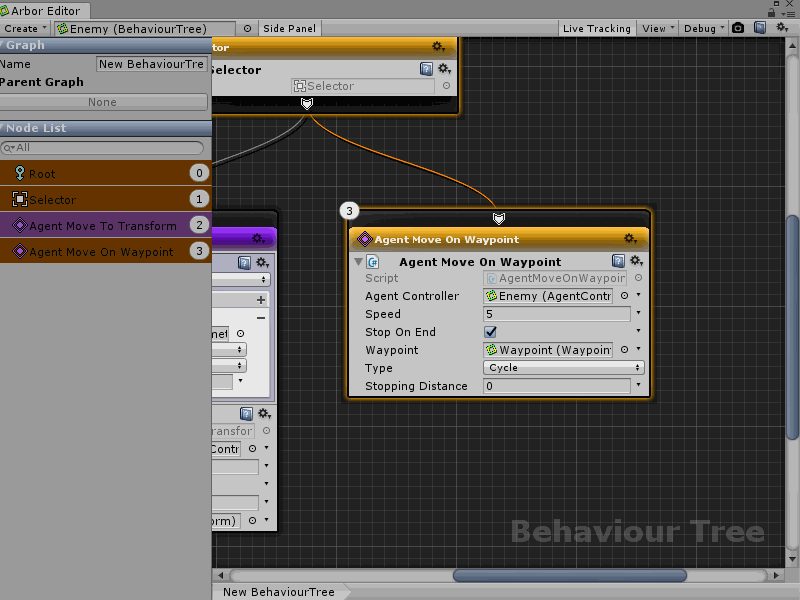 Arbor Editor
Create
Enemy (BehaviourTree)
Side Panel
Live Tracking
View
Debug
Graph
Name
New BehaviourTre
Parent Graph
None
Node List
All
Root
0
Selector
1
Agent Move To Transform
2
Agent Move On Waypoint
3
tor
Selector
Selector
3
Agent Move On Waypoint
Agent Move On Waypoint
Script
AgentMoveOnWaypoin
Agent Controller
Enemy (AgentContr
Speed
5
Stop On End
Waypoint
Waypoint (Waypoin
Type
Cycle
Stopping Distance
0
met
ransfor
Contr
orm)
Behaviour Tree
New BehaviourTree